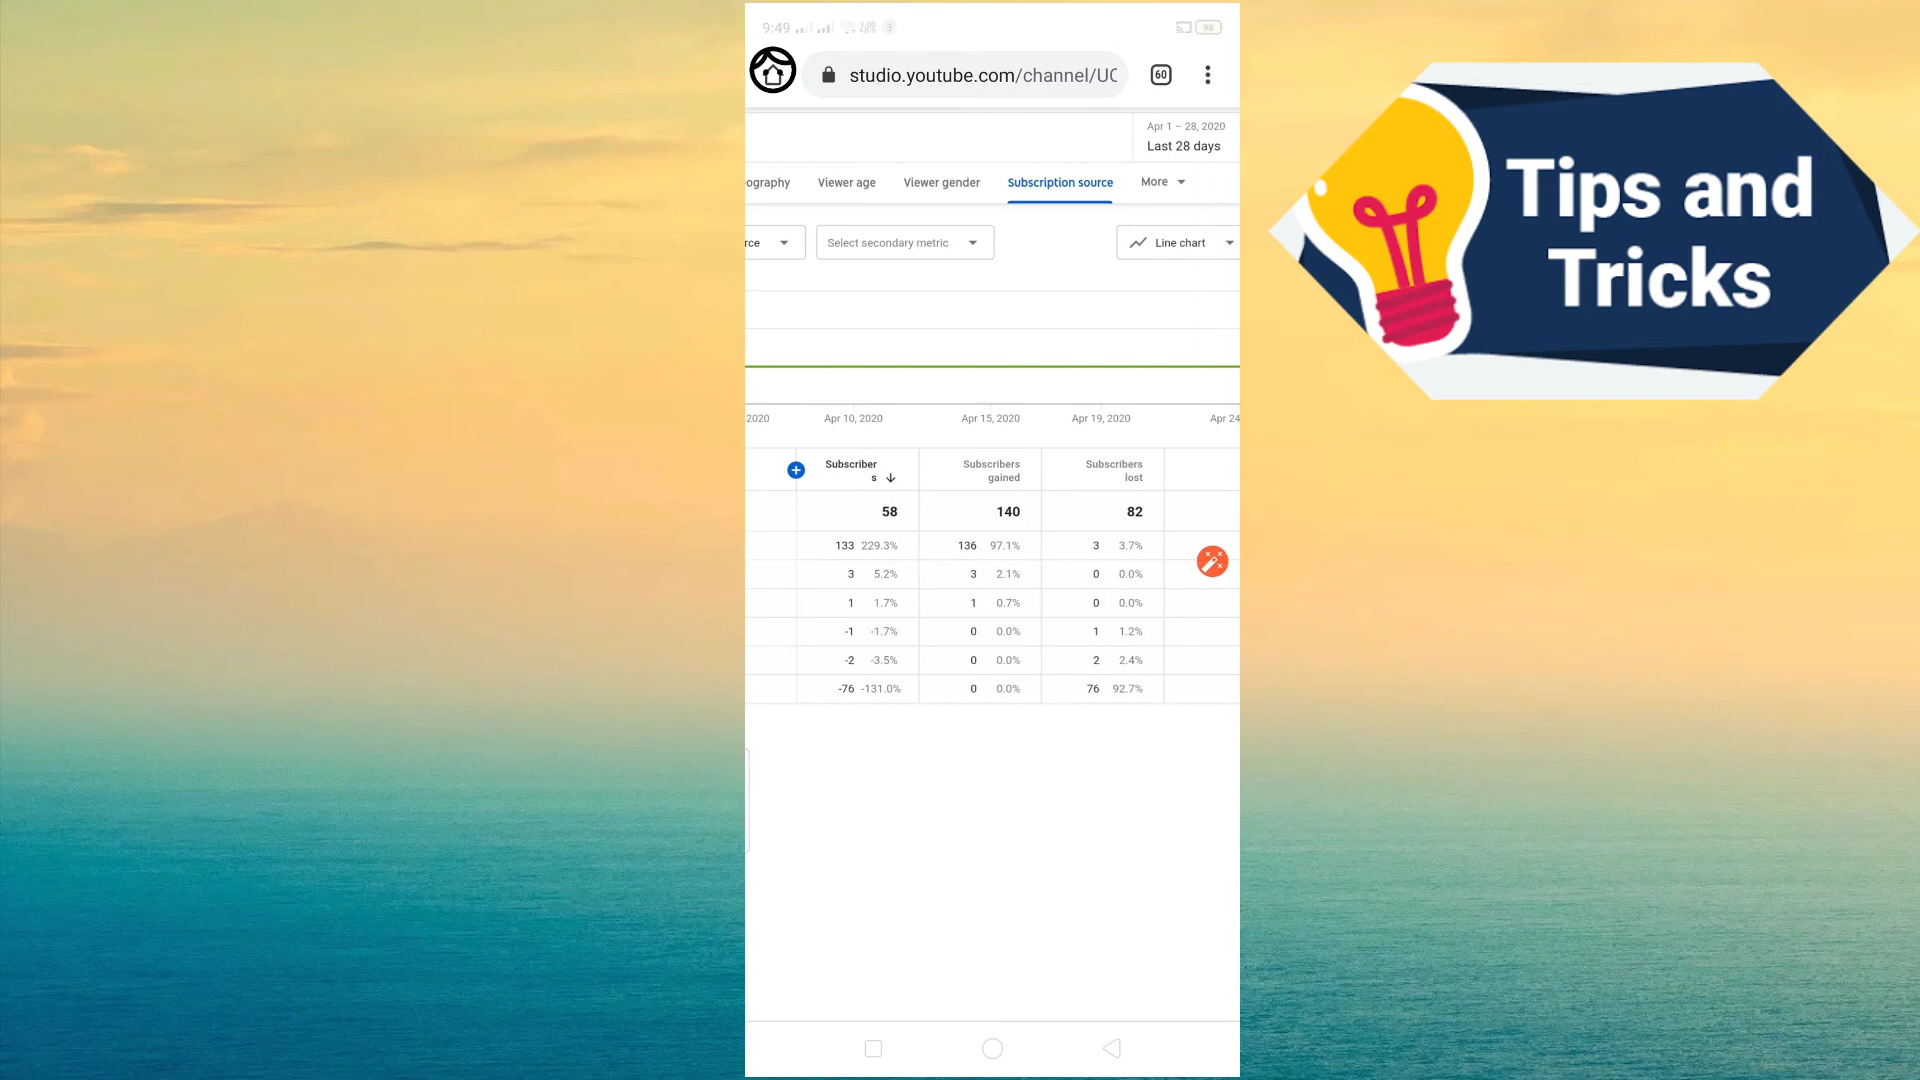 9:49 1.00 KB/S 3 98
studio.youtube.com/channel/UC 60
Apr 1 – 28, 2020
Last 28 days
ography Viewer age Viewer gender Subscription source More
rce Select secondary metric Line chart
2020 Apr 10, 2020 Apr 15, 2020 Apr 19, 2020 Apr 24
Subscriber Subscribers Subscribers
s gained lost
58 140 82
133 229.3% 136 97.1% 3 3.7%
3 5.2% 3 2.1% 0 0.0%
1 1.7% 1 0.7% 0 0.0%
-1 -1.7% 0 0.0% 1 1.2%
-2 -3.5% 0 0.0% 2 2.4%
-76 -131.0% 0 0.0% 76 92.7%
Tips and
Tricks